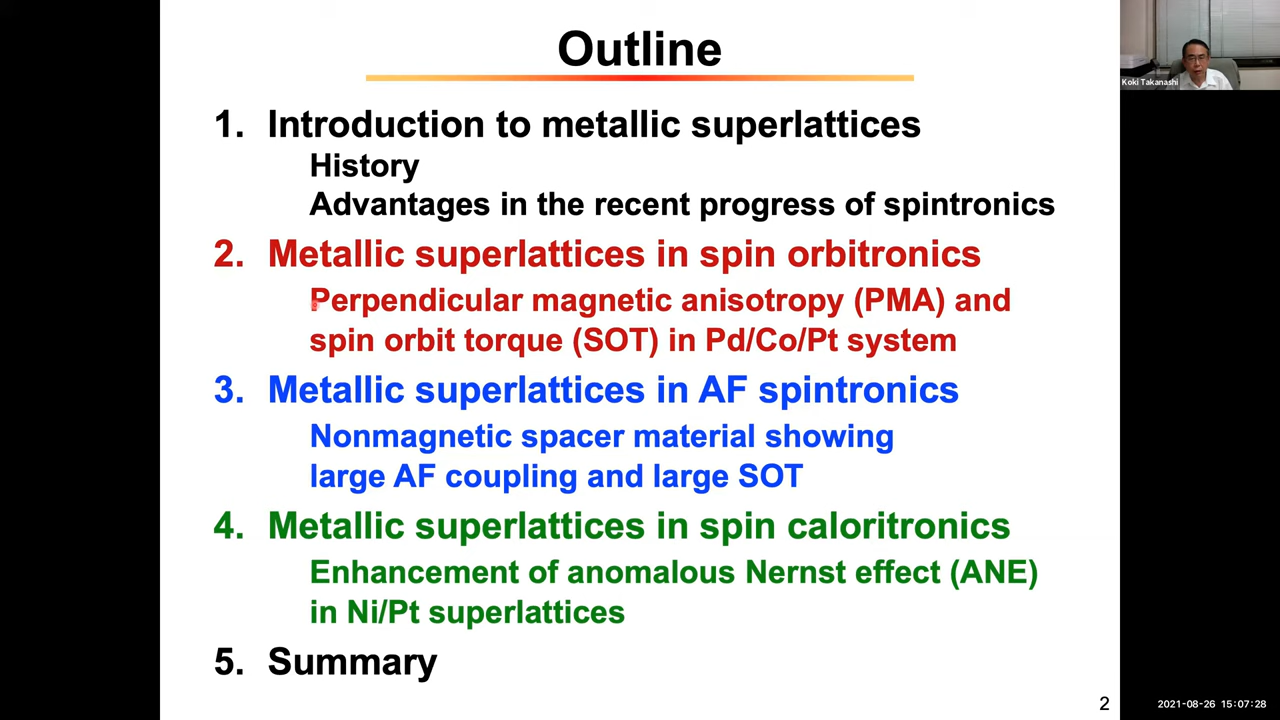 Outline
1. Introduction to metallic superlattices
History
Advantages in the recent progress of spintronics
2. Metallic superlattices in spin orbitronics
Perpendicular magnetic anisotropy (PMA) and
spin orbit torque (SOT) in Pd/Co/Pt system
3. Metallic superlattices in AF spintronics
Nonmagnetic spacer material showing
large AF coupling and large SOT
4. Metallic superlattices in spin caloritronics
Enhancement of anomalous Nernst effect (ANE)
in Ni/Pt superlattices
5. Summary
2
Koki Takanashi
2021-08-26 15:07:28